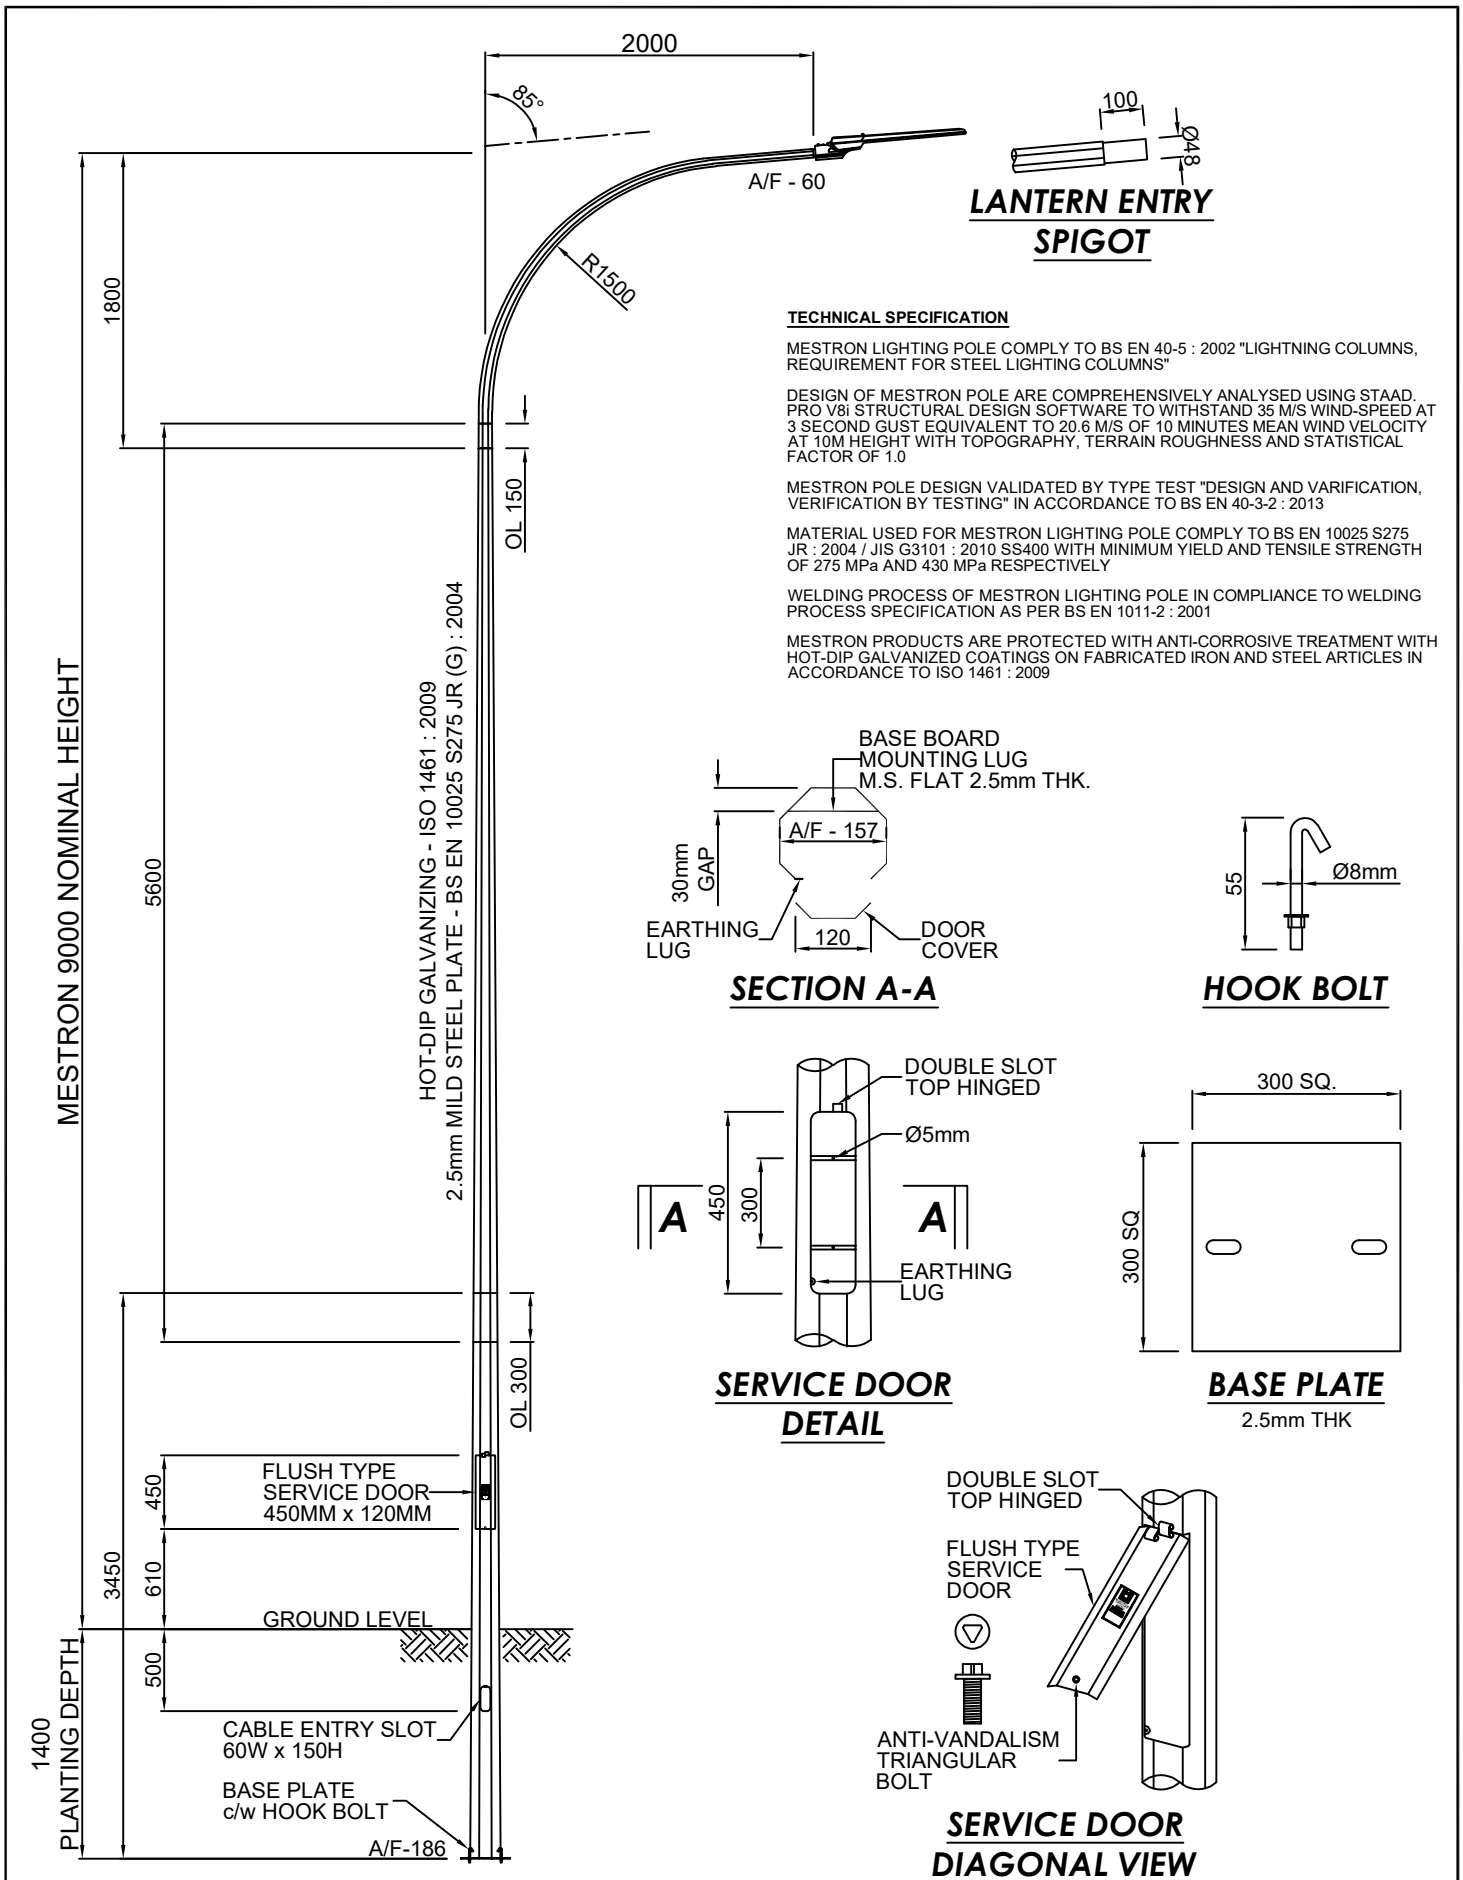 2000
85°
100
Ø48
A/F - 60
LANTERN ENTRY
SPIGOT
1800
R1500
TECHNICAL SPECIFICATION
MESTRON LIGHTING POLE COMPLY TO BS EN 40-5 : 2002 "LIGHTNING COLUMNS,
REQUIREMENT FOR STEEL LIGHTING COLUMNS"
DESIGN OF MESTRON POLE ARE COMPREHENSIVELY ANALYSED USING STAAD.
PRO V8i STRUCTURAL DESIGN SOFTWARE TO WITHSTAND 35 M/S WIND-SPEED AT
3 SECOND GUST EQUIVALENT TO 20.6 M/S OF 10 MINUTES MEAN WIND VELOCITY
AT 10M HEIGHT WITH TOPOGRAPHY, TERRAIN ROUGHNESS AND STATISTICAL
FACTOR OF 1.0
MESTRON POLE DESIGN VALIDATED BY TYPE TEST "DESIGN AND VARIFICATION,
VERIFICATION BY TESTING" IN ACCORDANCE TO BS EN 40-3-2 : 2013
MATERIAL USED FOR MESTRON LIGHTING POLE COMPLY TO BS EN 10025 S275
JR : 2004 / JIS G3101 : 2010 SS400 WITH MINIMUM YIELD AND TENSILE STRENGTH
OF 275 MPa AND 430 MPa RESPECTIVELY
WELDING PROCESS OF MESTRON LIGHTING POLE IN COMPLIANCE TO WELDING
PROCESS SPECIFICATION AS PER BS EN 1011-2 : 2001
MESTRON PRODUCTS ARE PROTECTED WITH ANTI-CORROSIVE TREATMENT WITH
HOT-DIP GALVANIZED COATINGS ON FABRICATED IRON AND STEEL ARTICLES IN
ACCORDANCE TO ISO 1461 : 2009
OL 150
MESTRON 9000 NOMINAL HEIGHT
5600
HOT-DIP GALVANIZING - ISO 1461 : 2009
2.5mm MILD STEEL PLATE - BS EN 10025 S275 JR (G) : 2004
BASE BOARD
MOUNTING LUG
M.S. FLAT 2.5mm THK.
A/F - 157
30mm
GAP
EARTHING
LUG
120
DOOR
COVER
SECTION A-A
55
Ø8mm
HOOK BOLT
DOUBLE SLOT
TOP HINGED
Ø5mm
450
300
A
A
EARTHING
LUG
SERVICE DOOR
DETAIL
300 SQ.
300 SQ
BASE PLATE
2.5mm THK
OL 300
FLUSH TYPE
SERVICE DOOR
450MM x 120MM
450
3450
610
GROUND LEVEL
500
1400
PLANTING DEPTH
CABLE ENTRY SLOT
60W x 150H
BASE PLATE
c/w HOOK BOLT
A/F-186
DOUBLE SLOT
TOP HINGED
FLUSH TYPE
SERVICE
DOOR
ANTI-VANDALISM
TRIANGULAR
BOLT
SERVICE DOOR
DIAGONAL VIEW